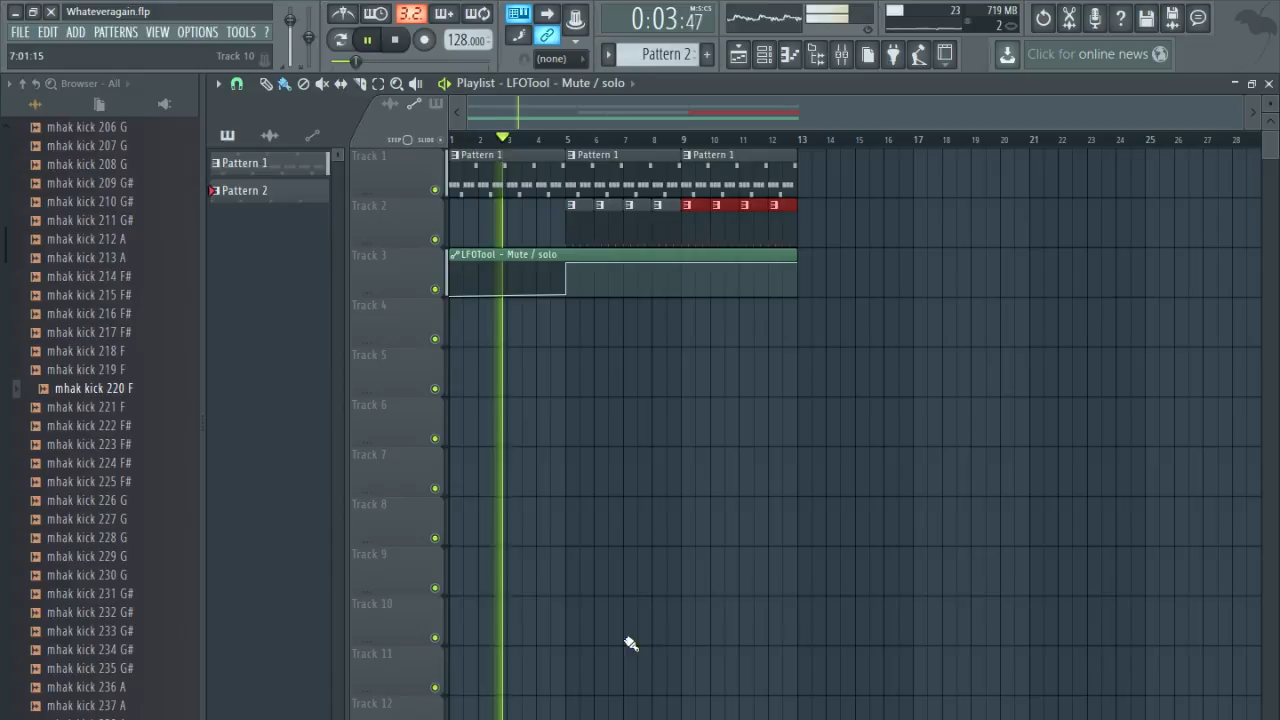 Whateveragain.flp
FILE EDIT ADD PATTERNS VIEW OPTIONS TOOLS ?
7:01:15 Track 10
3.2
128.000
(none)
M:S:CS
0:03:47
Pattern 2 +
23 719 MB
2
Click for online news
Browser - All
Playlist - LFOTool - Mute / solo
STEP SLIDE
1 2 3 4 5 6 7 8 9 10 11 12 13 14 15 16 17 18 19 20 21 22 23 24 25 26 27 28
mhak kick 206 G
mhak kick 207 G
mhak kick 208 G
mhak kick 209 G#
mhak kick 210 G#
mhak kick 211 G#
mhak kick 212 A
mhak kick 213 A
mhak kick 214 F#
mhak kick 215 F#
mhak kick 216 F#
mhak kick 217 F#
mhak kick 218 F
mhak kick 219 F
mhak kick 220 F
mhak kick 221 F
mhak kick 222 F#
mhak kick 223 F#
mhak kick 224 F#
mhak kick 225 F#
mhak kick 226 G
mhak kick 227 G
mhak kick 228 G
mhak kick 229 G
mhak kick 230 G
mhak kick 231 G#
mhak kick 232 G#
mhak kick 233 G#
mhak kick 234 G#
mhak kick 235 G#
mhak kick 236 A
mhak kick 237 A
Pattern 1
Pattern 2
Track 1
Pattern 1 Pattern 1 Pattern 1
Track 2
Track 3
LFOTool - Mute / solo
Track 4
Track 5
Track 6
Track 7
Track 8
Track 9
Track 10
Track 11
Track 12